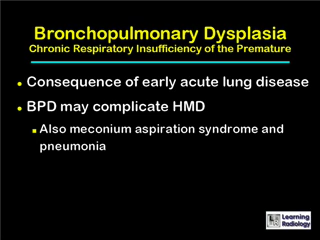 Bronchopulmonary Dysplasia
Chronic Respiratory Insufficiency of the Premature
Consequence of early acute lung disease
BPD may complicate HMD
Also meconium aspiration syndrome and
pneumonia
Learning
Radiology